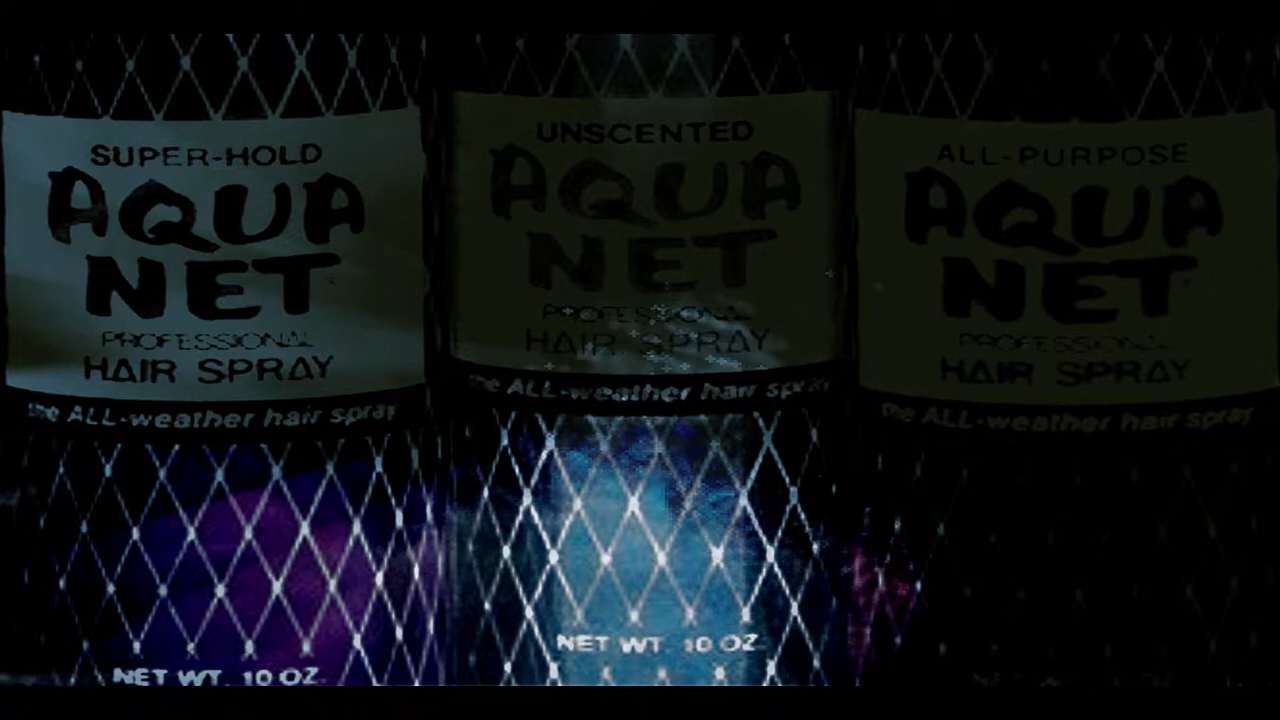 SUPER-HOLD
AQUA
NET
PROFESSIONAL
HAIR SPRAY
the ALL-weather hair spray
NET WT. 10 OZ.
UNSCENTED
AQUA
NET
PROFESSIONAL
HAIR SPRAY
the ALL-weather hair spray
NET WT. 10 OZ.
ALL-PURPOSE
AQUA
NET
PROFESSIONAL
HAIR SPRAY
the ALL-weather hair spray